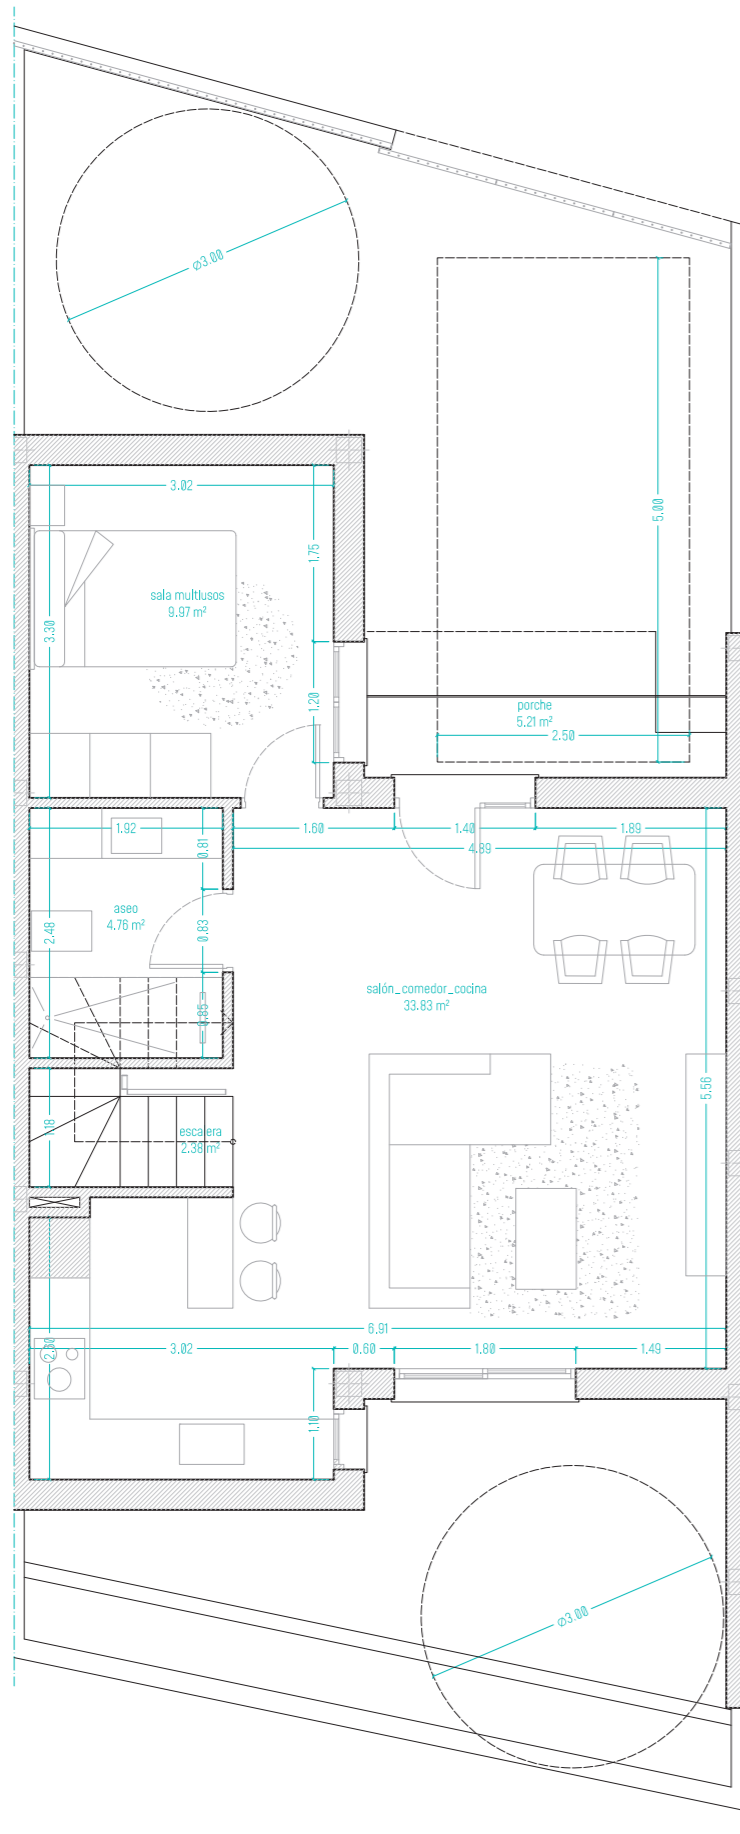 ø3.00
3.02
5.00
1.75
sala multiusos
9.97 m²
3.30
1.20
porche
5.21 m²
2.50
1.92
1.60
1.40
1.89
0.81
4.89
aseo
4.76 m²
2.48
0.83
salón_comedor_cocina
33.83 m²
0.85
5.56
1.18
escalera
2.38 m²
6.91
2.60
3.02
0.60
1.80
1.49
1.10
ø3.00